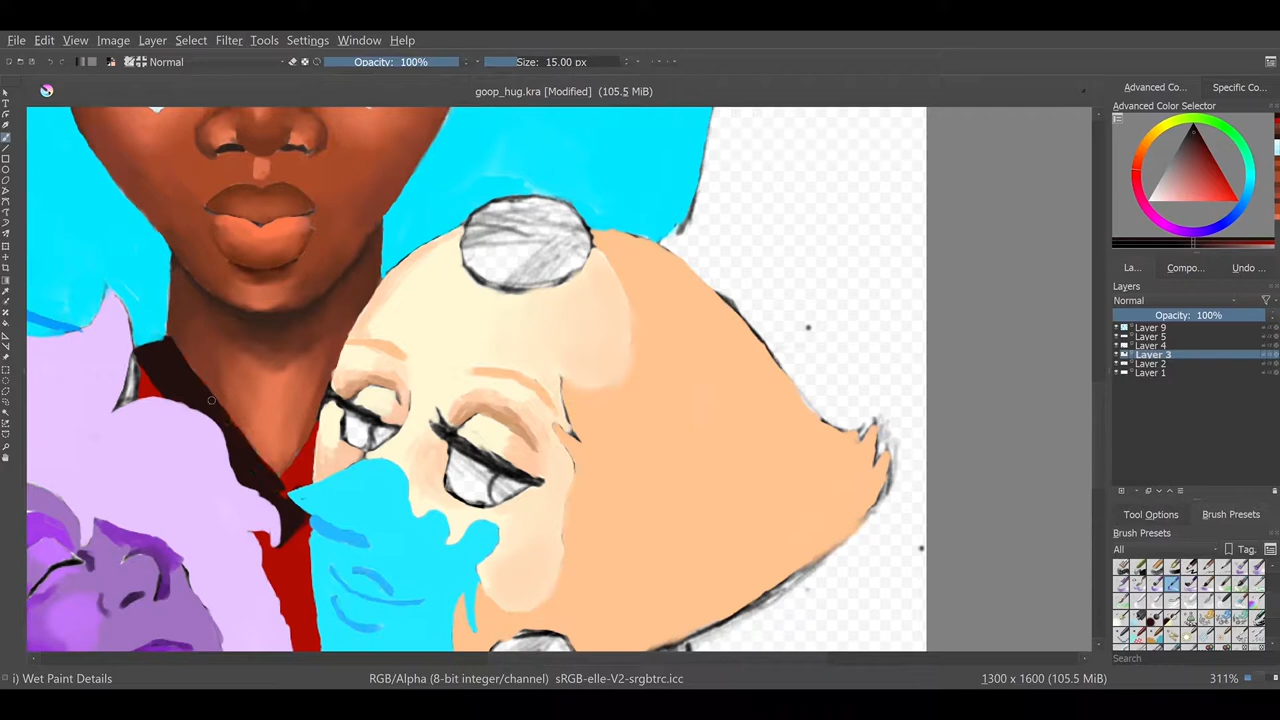 File Edit View Image Layer Select Filter Tools Settings Window Help
Normal Opacity: 100% Size: 15.00 px
goop_hug.kra [Modified] (105.5 MiB)
Advanced Co... Specific Co...
Advanced Color Selector
La... Compo... Undo ...
Layers
Normal
Opacity: 100%
Layer 9
Layer 5
Layer 4
Layer 3
Layer 2
Layer 1
Tool Options Brush Presets
Brush Presets
All Tag.
Search
i) Wet Paint Details RGB/Alpha (8-bit integer/channel) sRGB-elle-V2-srgbtrc.icc 1300 x 1600 (105.5 MiB) 311%